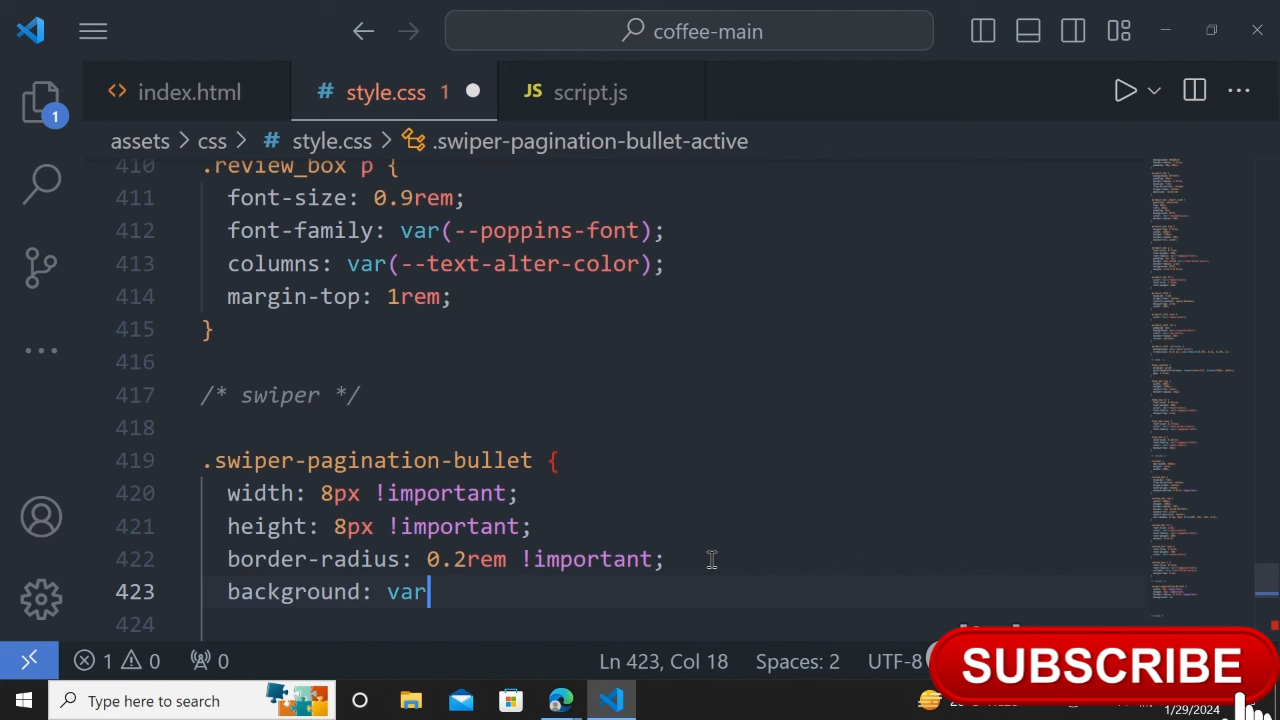 coffee-main
index.html
# style.css 1
JS script.js
1
assets > css > # style.css > .swiper-pagination-bullet-active
410 .review_box p {
411 font-size: 0.9rem;
412 font-family: var(--poppins-font);
413 columns: var(--text-alter-color);
414 margin-top: 1rem;
415 }
416
417 /* swiper */
418
419 .swiper-pagination-bullet {
420 width: 8px !important;
421 height: 8px !important;
422 border-radius: 0.2rem !important;
423 background: var
424
1 0 0
Ln 423, Col 18 Spaces: 2 UTF-8
SUBSCRIBE
Type here to search
1/29/2024